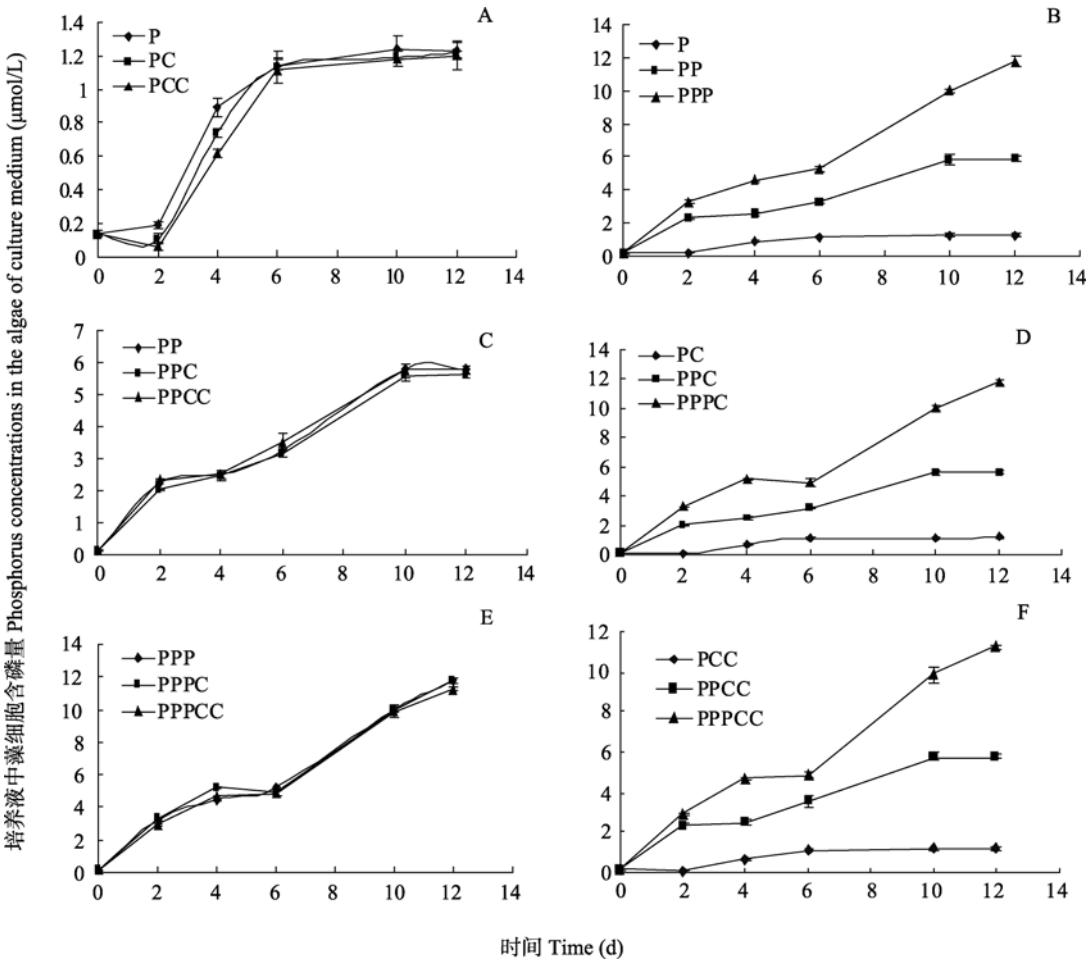 培养液中藻细胞含磷量 Phosphorus concentrations in the algae of culture medium (μmol/L)
A
1.4
1.2
1
0.8
0.6
0.4
0.2
0
P
PC
PCC
0 2 4 6 8 10 12 14
B
14
12
10
8
6
4
2
0
P
PP
PPP
0 2 4 6 8 10 12 14
C
7
6
5
4
3
2
1
0
PP
PPC
PPCC
0 2 4 6 8 10 12 14
D
14
12
10
8
6
4
2
0
PC
PPC
PPPC
0 2 4 6 8 10 12 14
E
14
12
10
8
6
4
2
0
PPP
PPPC
PPPCC
0 2 4 6 8 10 12 14
F
12
10
8
6
4
2
0
PCC
PPCC
PPPCC
0 2 4 6 8 10 12 14
时间 Time (d)